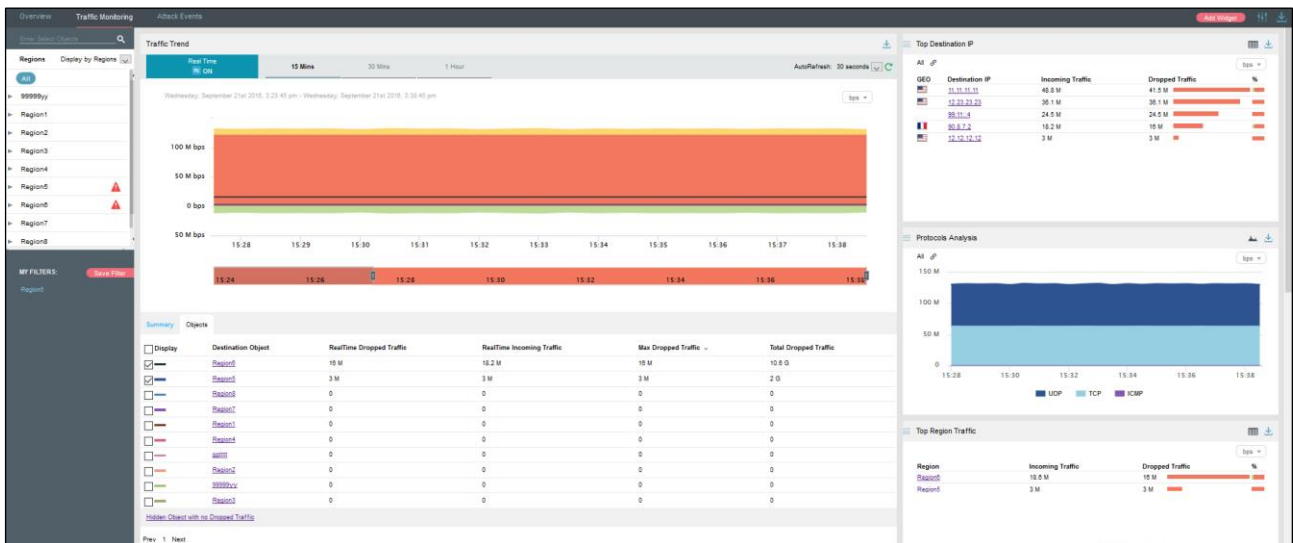 Overview Traffic Monitoring Attack Events Add Widget
Enter Select Objects
Regions Display by Regions
All
99999yy
Region1
Region2
Region3
Region4
Region5
Region6
Region7
Region8
MY FILTERS: Save Filter
Region6
Traffic Trend
Real Time
ON
15 Mins 30 Mins 1 Hour AutoRefresh: 30 seconds
Wednesday, September 21st 2016, 3:23:45 pm - Wednesday, September 21st 2016, 3:38:45 pm bps
100 M bps
50 M bps
0 bps
50 M bps
15:28 15:29 15:30 15:31 15:32 15:33 15:34 15:35 15:36 15:37 15:38
15:24 15:26 15:28 15:30 15:32 15:34 15:36 15:38
Summary Objects
Display Destination Object RealTime Dropped Traffic RealTime Incoming Traffic Max Dropped Traffic Total Dropped Traffic
Region6 16 M 18.2 M 16 M 10.6 G
Region5 3 M 3 M 3 M 2 G
Region8 0 0 0 0
Region7 0 0 0 0
Region1 0 0 0 0
Region4 0 0 0 0
0 0 0 0
Region2 0 0 0 0
99999yy 0 0 0 0
Region3 0 0 0 0
Hidden Object with no Dropped Traffic
Prev 1 Next
Top Destination IP
All bps
GEO Destination IP Incoming Traffic Dropped Traffic %
11.11.11.11 48.8 M 41.5 M
12.23.23.23 36.1 M 36.1 M
99:11::4 24.5 M 24.5 M
90.8.7.2 18.2 M 16 M
12.12.12.12 3 M 3 M
Protocols Analysis
All bps
150 M
100 M
50 M
0
15:28 15:30 15:32 15:34 15:36 15:38
UDP TCP ICMP
Top Region Traffic
bps
Region Incoming Traffic Dropped Traffic %
Region6 18.6 M 16 M
Region5 3 M 3 M